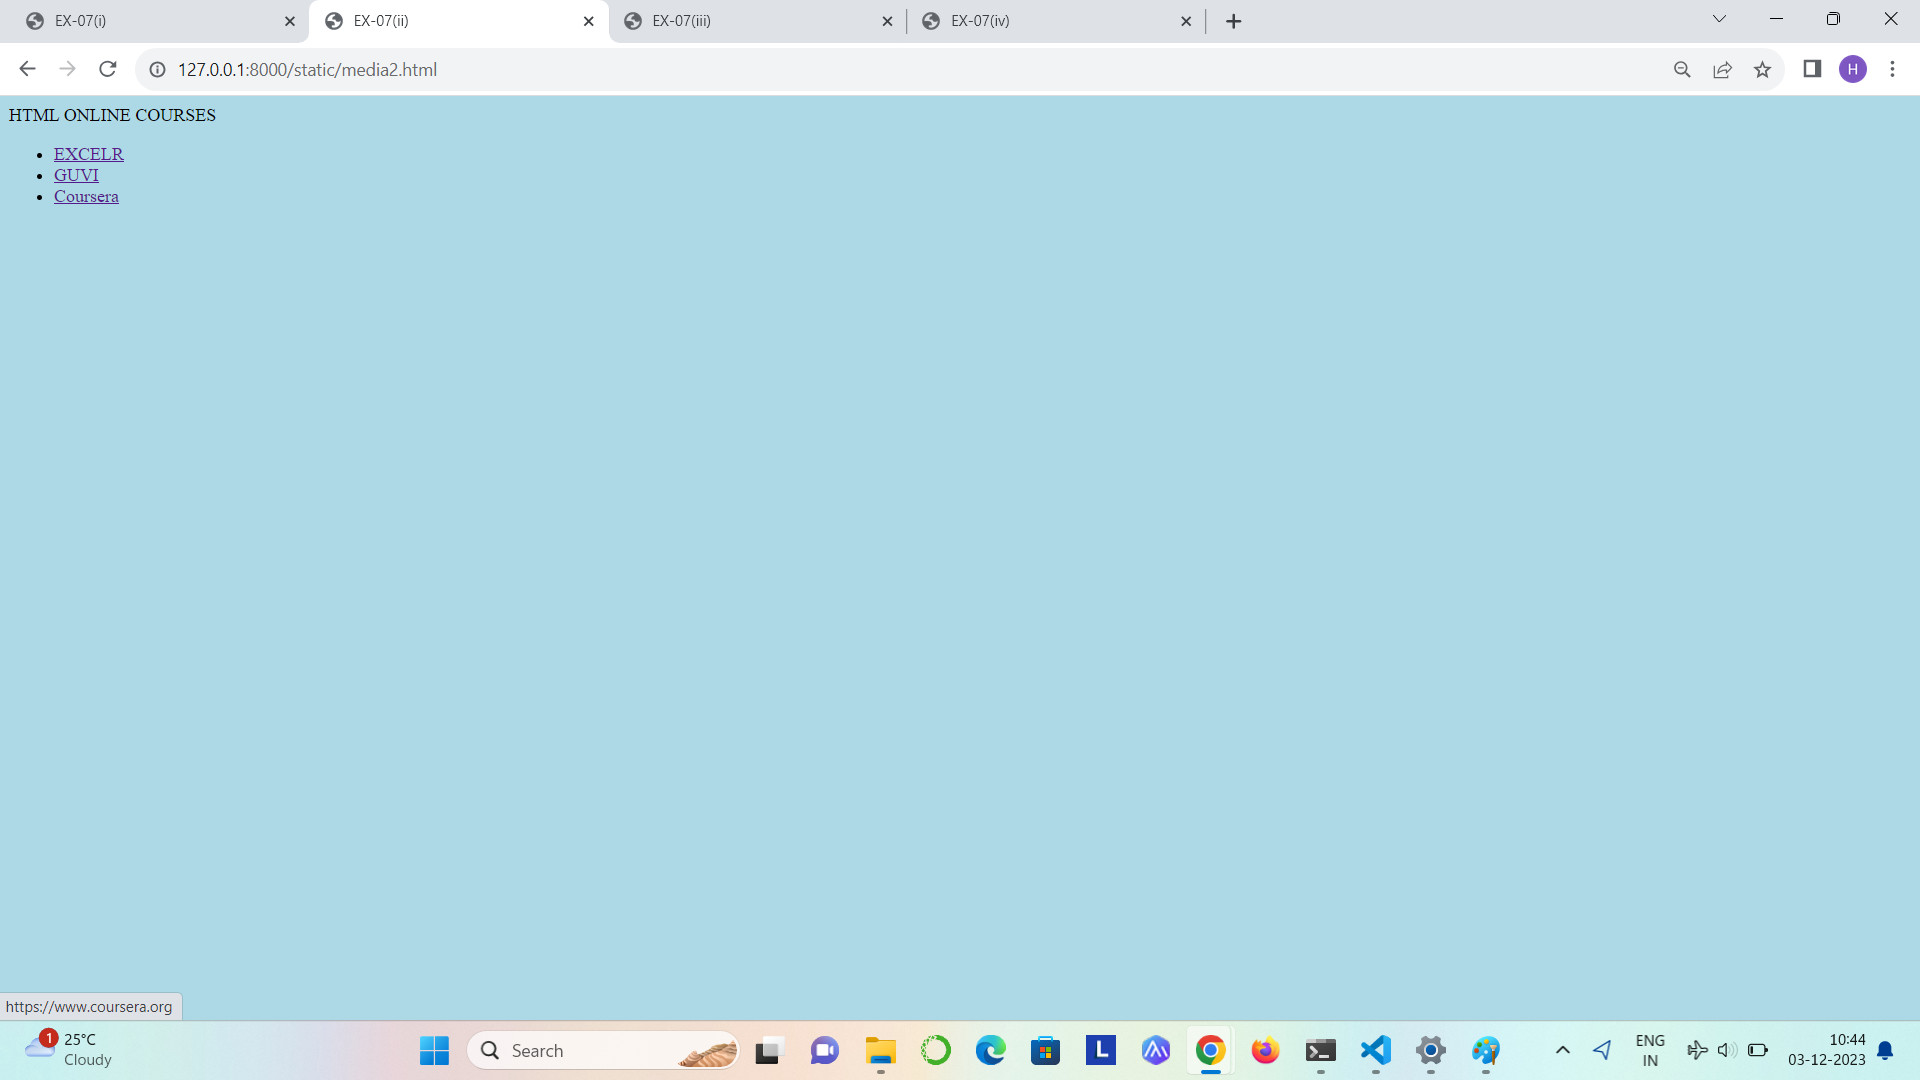 EX-07(i)
EX-07(ii)
EX-07(iii)
EX-07(iv)
127.0.0.1:8000/static/media2.html
H
HTML ONLINE COURSES
EXCELR
GUVI
Coursera
https://www.coursera.org
1
25°C
Cloudy
Search
L
ENG
IN
10:44
03-12-2023